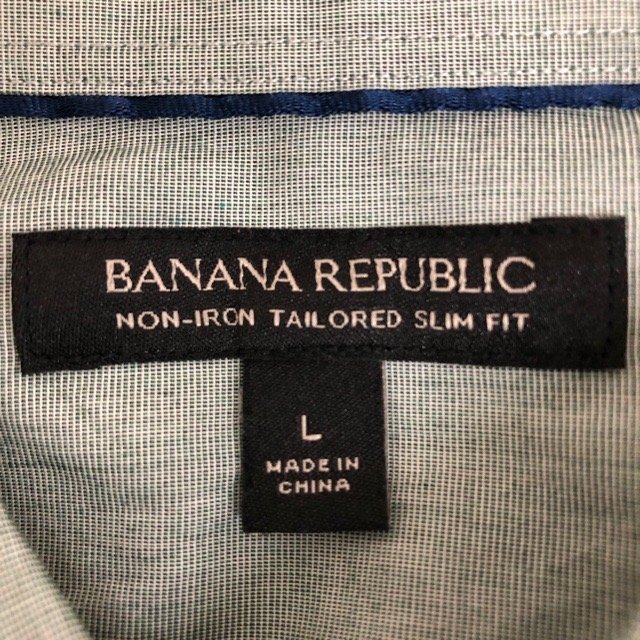 BANANA REPUBLIC
NON-IRON TAILORED SLIM FIT
L
MADE IN
CHINA